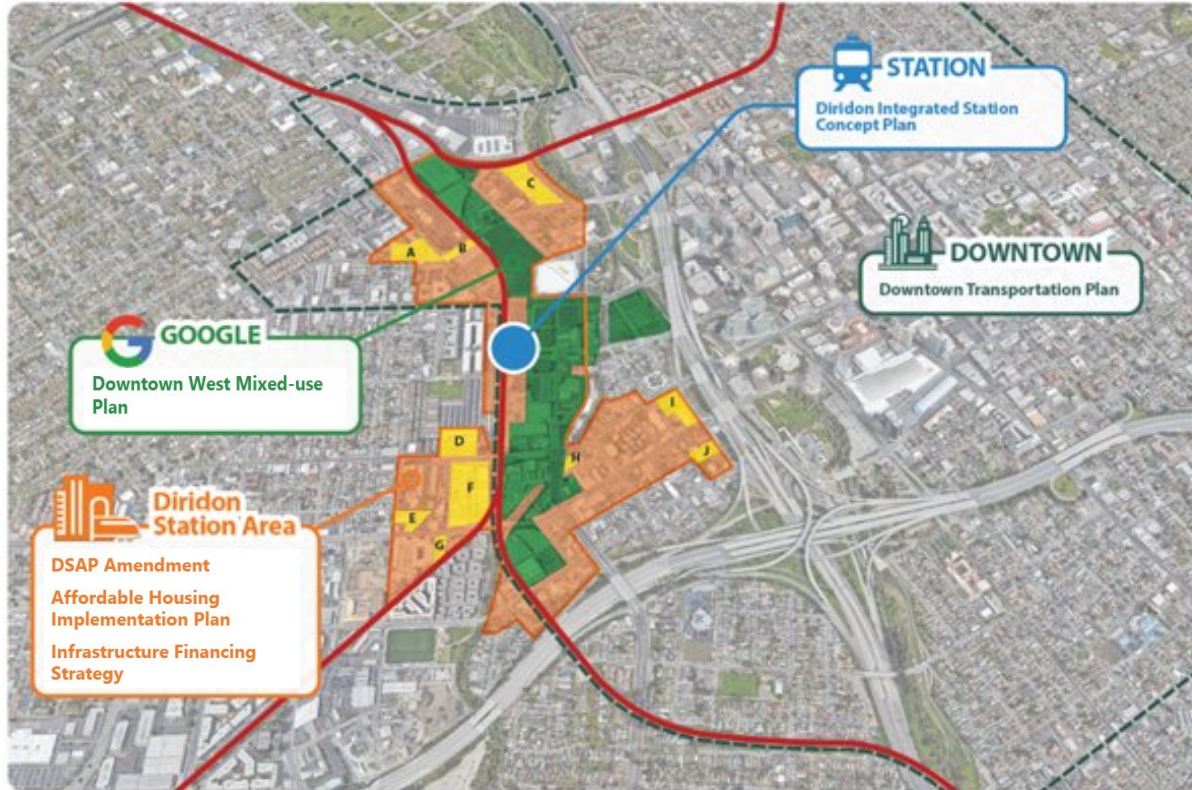 STATION
Diridon Integrated Station
Concept Plan
C
A
B
DOWNTOWN
Downtown Transportation Plan
GOOGLE
Downtown West Mixed-use
Plan
I
D
J
H
F
Diridon
Station Area
E
G
DSAP Amendment
Affordable Housing
Implementation Plan
Infrastructure Financing
Strategy